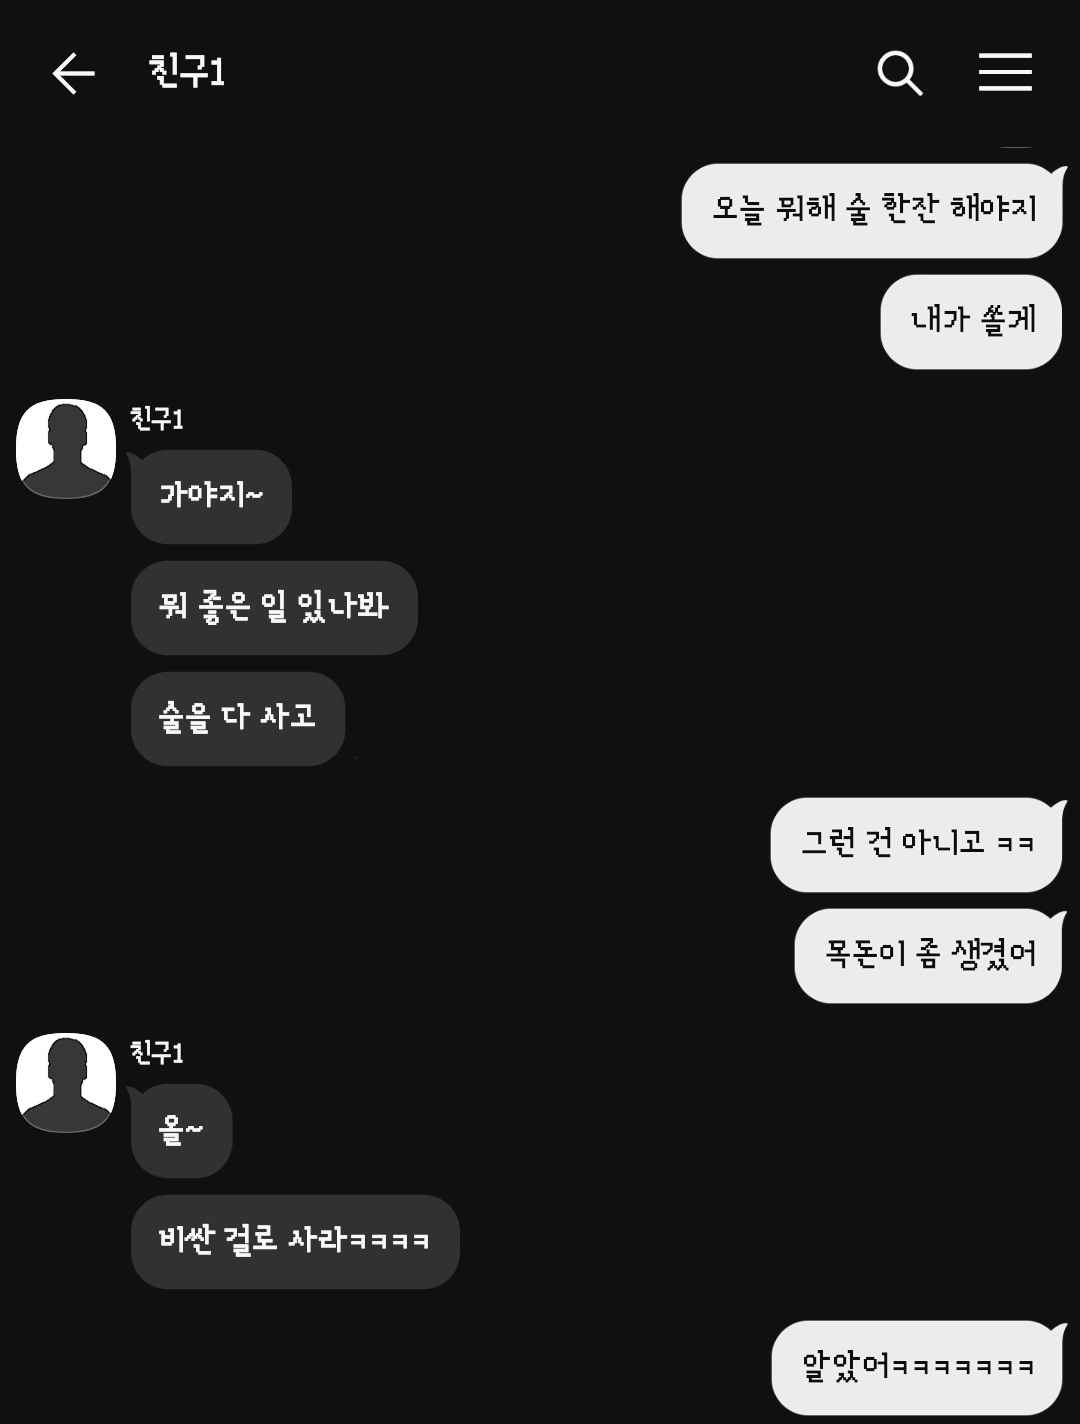 친구1
오늘 뭐해 술 한잔 해야지
내가 쏠게
친구1
가야지~
뭐 좋은 일 있나봐
술을 다 사고
그런 건 아니고 ㅋㅋ
목돈이 좀 생겼어
친구1
올~
비싼 걸로 사라ㅋㅋㅋㅋ
알았어ㅋㅋㅋㅋㅋㅋㅋ